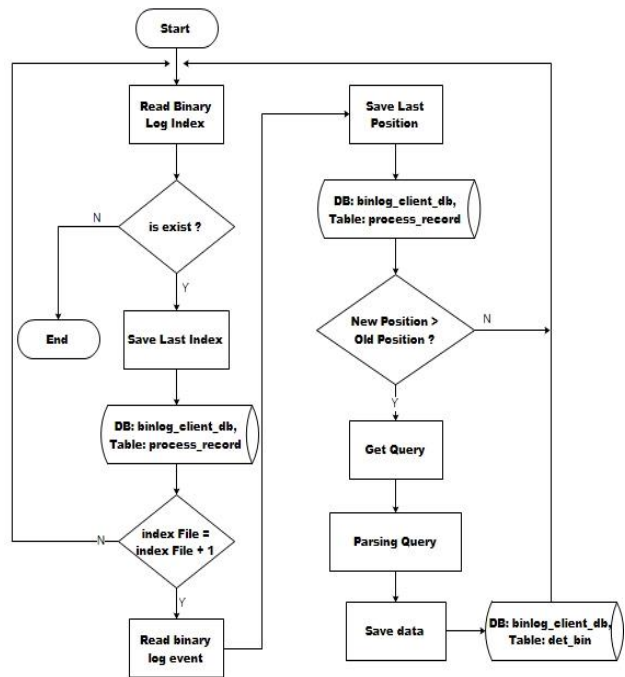 Start
Read Binary
Log Index
is exist ?
N
Y
End
Save Last Index
DB: binlog_client_db,
Table: process_record
index File =
index File + 1
N
Y
Read binary
log event
Save Last
Position
DB: binlog_client_db,
Table: process_record
New Position >
Old Position ?
N
Y
Get Query
Parsing Query
Save data
DB: binlog_client_db,
Table: det_bin